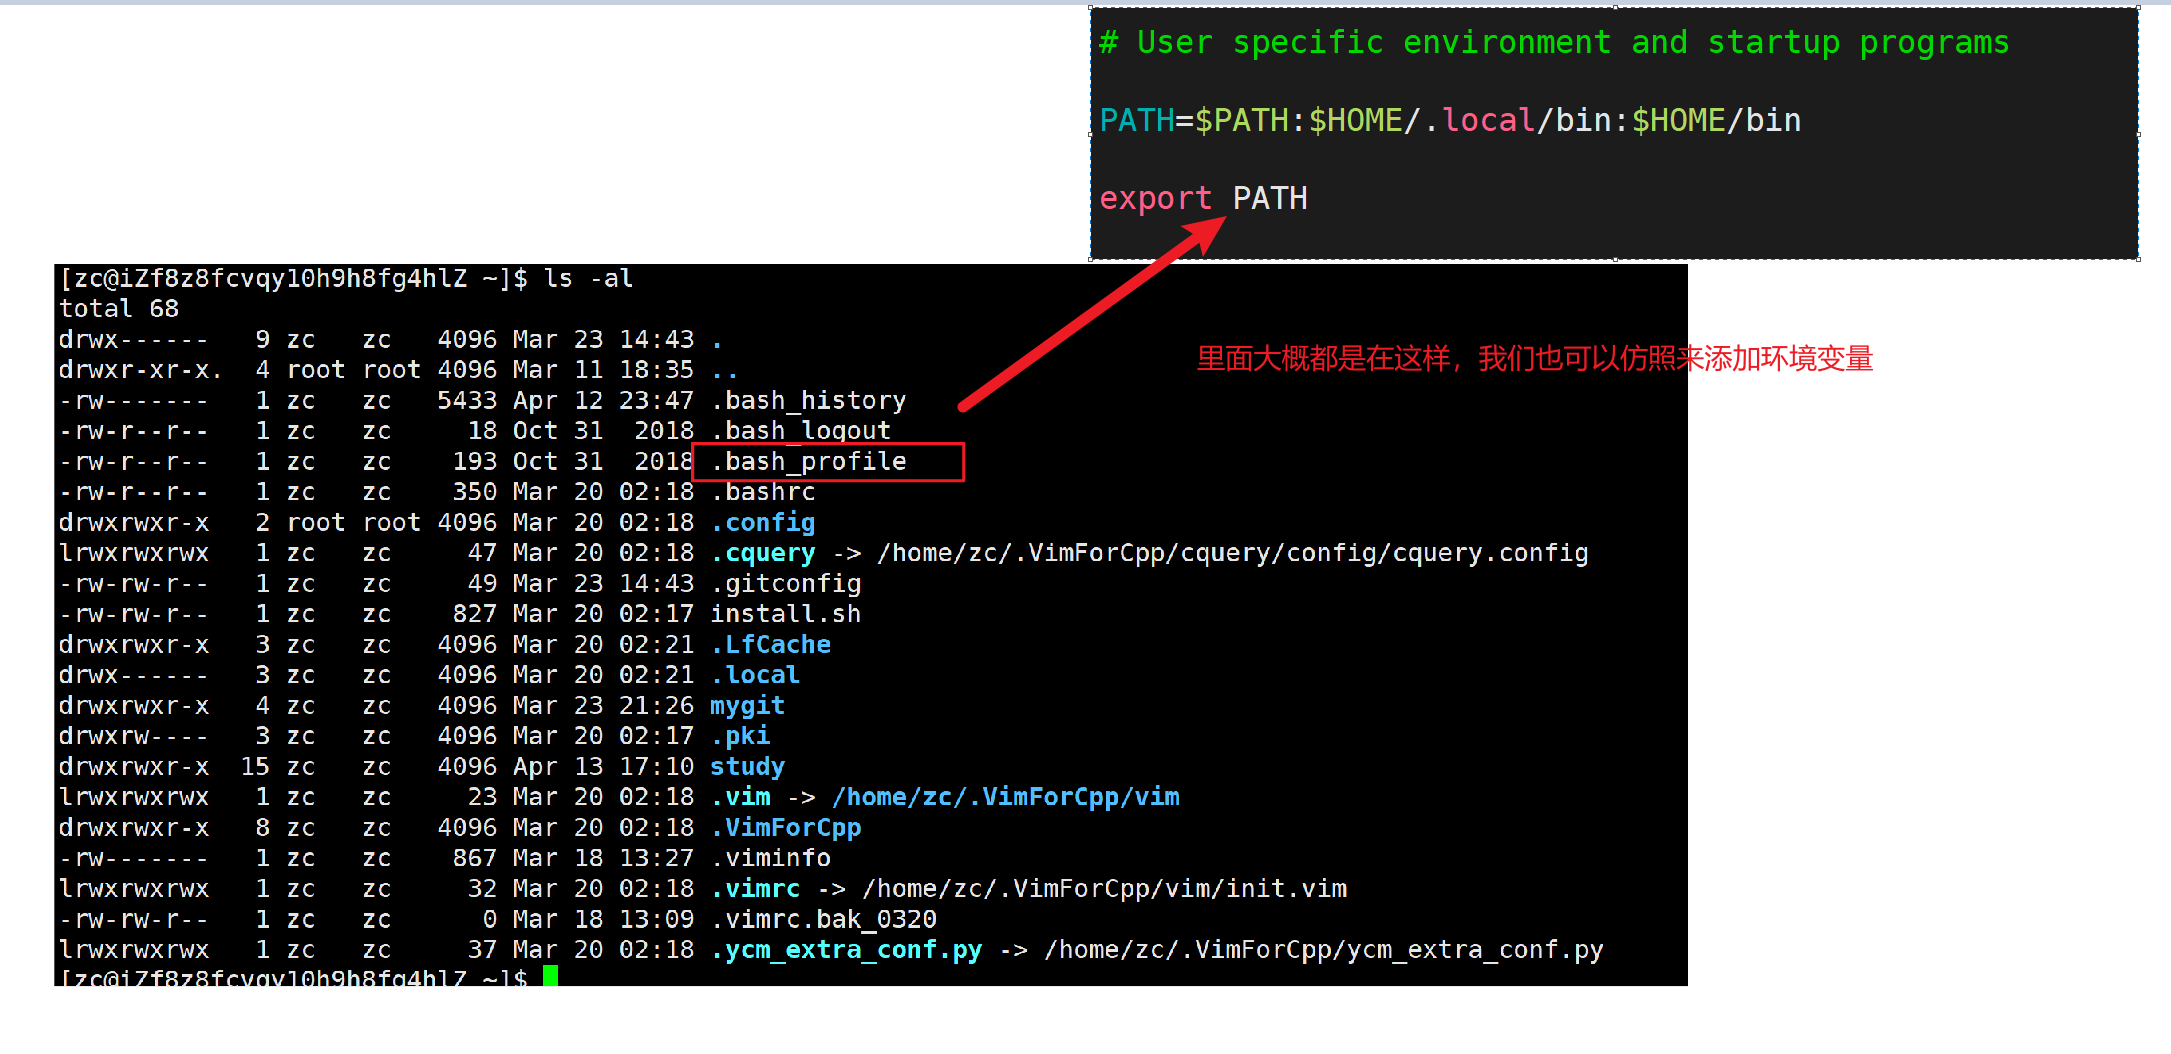 # User specific environment and startup programs
PATH=$PATH:$HOME/.local/bin:$HOME/bin
export PATH
[zc@iZf8z8fcvqy10h9h8fg4hlZ ~]$ ls -al
total 68
drwx------   9 zc   zc   4096 Mar 23 14:43 .
drwxr-xr-x.  4 root root 4096 Mar 11 18:35 ..
里面大概都是在这样，我们也可以仿照来添加环境变量
-rw-------   1 zc   zc   5433 Apr 12 23:47 .bash_history
-rw-r--r--   1 zc   zc     18 Oct 31  2018 .bash_logout
-rw-r--r--   1 zc   zc    193 Oct 31  2018 .bash_profile
-rw-r--r--   1 zc   zc    350 Mar 20 02:18 .bashrc
drwxrwxr-x   2 root root 4096 Mar 20 02:18 .config
lrwxrwxrwx   1 zc   zc     47 Mar 20 02:18 .cquery -> /home/zc/.VimForCpp/cquery/config/cquery.config
-rw-rw-r--   1 zc   zc     49 Mar 23 14:43 .gitconfig
-rw-rw-r--   1 zc   zc    827 Mar 20 02:17 install.sh
drwxrwxr-x   3 zc   zc   4096 Mar 20 02:21 .LfCache
drwx------   3 zc   zc   4096 Mar 20 02:21 .local
drwxrwxr-x   4 zc   zc   4096 Mar 23 21:26 mygit
drwxrw----   3 zc   zc   4096 Mar 20 02:17 .pki
drwxrwxr-x  15 zc   zc   4096 Apr 13 17:10 study
lrwxrwxrwx   1 zc   zc     23 Mar 20 02:18 .vim -> /home/zc/.VimForCpp/vim
drwxrwxr-x   8 zc   zc   4096 Mar 20 02:18 .VimForCpp
-rw-------   1 zc   zc    867 Mar 18 13:27 .viminfo
lrwxrwxrwx   1 zc   zc     32 Mar 20 02:18 .vimrc -> /home/zc/.VimForCpp/vim/init.vim
-rw-rw-r--   1 zc   zc      0 Mar 18 13:09 .vimrc.bak_0320
lrwxrwxrwx   1 zc   zc     37 Mar 20 02:18 .ycm_extra_conf.py -> /home/zc/.VimForCpp/ycm_extra_conf.py
[zc@iZf8z8fcvqy10h9h8fg4hlZ ~]$